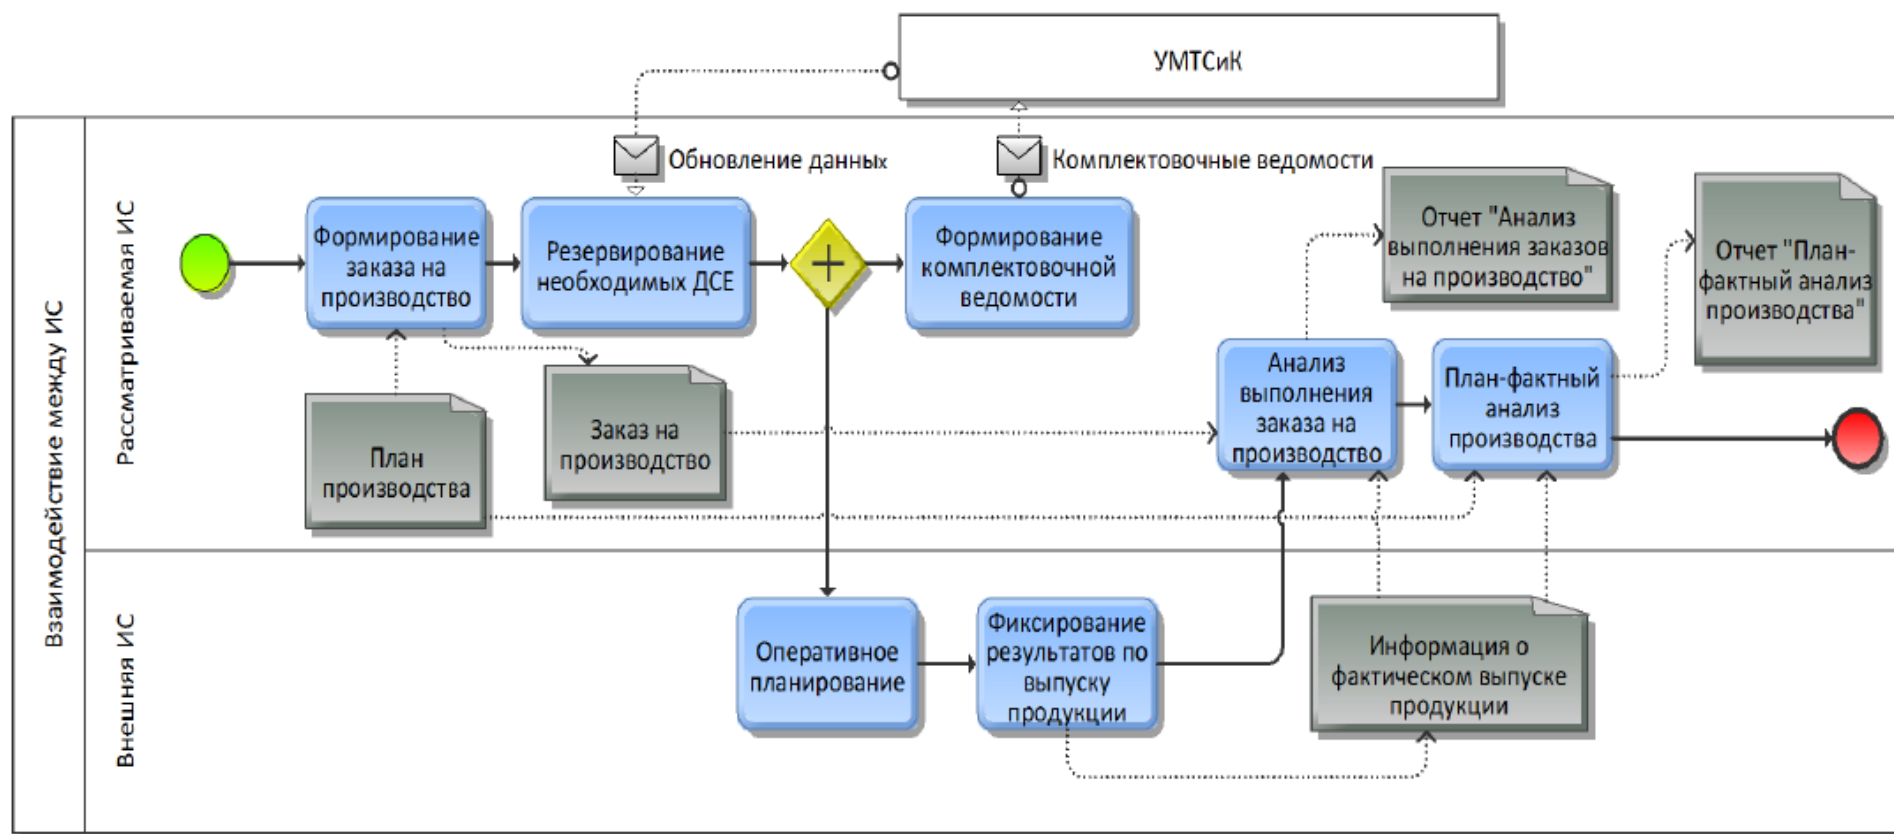 УМТСиК
Обновление данных
Комплектовочные ведомости
Взаимодействие между ИС
Рассматриваемая ИС
Формирование
заказа на
производство
Резервирование
необходимых ДСЕ
Формирование
комплектовочной
ведомости
Отчет "Анализ
выполнения заказов
на производство"
Отчет "План-
фактный анализ
производства"
План
производства
Заказ на
производство
Анализ
выполнения
заказа на
производство
План-фактный
анализ
производства
Внешняя ИС
Оперативное
планирование
Фиксирование
результатов по
выпуску
продукции
Информация о
фактическом выпуске
продукции